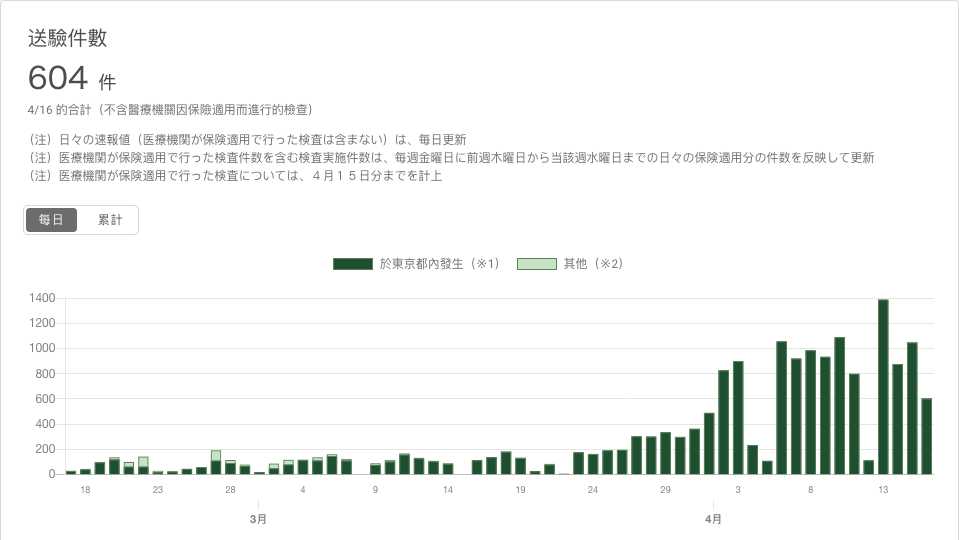 送驗件數
604 件
4/16 的合計（不含醫療機關因保險適用而進行的檢查）
（注）日々の速報値（医療機関が保険適用で行った検査は含まない）は、毎日更新
（注）医療機関が保険適用で行った検査件数を含む検査実施件数は、毎週金曜日に前週木曜日から当該週水曜日までの日々の保険適用分の件数を反映して更新
（注）医療機関が保険適用で行った検査については、４月１５日分までを計上
每日 累計
於東京都內發生（※1） 其他（※2）
1400
1200
1000
800
600
400
200
0
18 23 28 4 9 14 19 24 29 3 8 13
3月 4月